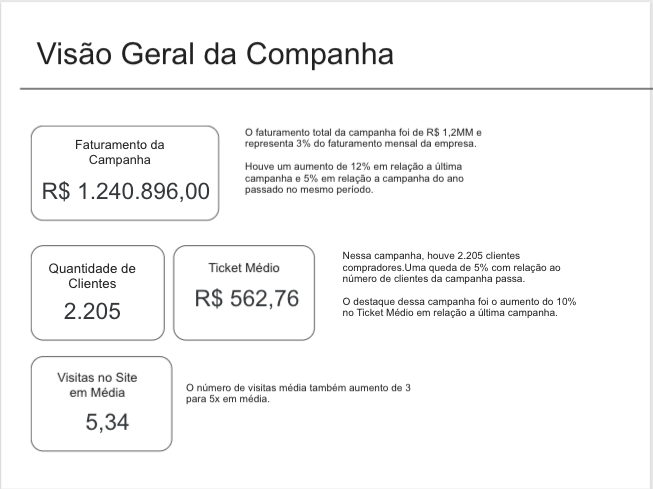 Visão Geral da Companha
Faturamento da
Campanha
R$ 1.240.896,00
O faturamento total da campanha foi de R$ 1,2MM e
representa 3% do faturamento mensal da empresa.
Houve um aumento de 12% em relação a última
campanha e 5% em relação a campanha do ano
passado no mesmo período.
Quantidade de
Clientes
2.205
Ticket Médio
R$ 562,76
Nessa campanha, houve 2.205 clientes
compradores.Uma queda de 5% com relação ao
número de clientes da campanha passa.
O destaque dessa campanha foi o aumento do 10%
no Ticket Médio em relação a última campanha.
Visitas no Site
em Média
5,34
O número de visitas média também aumento de 3
para 5x em média.